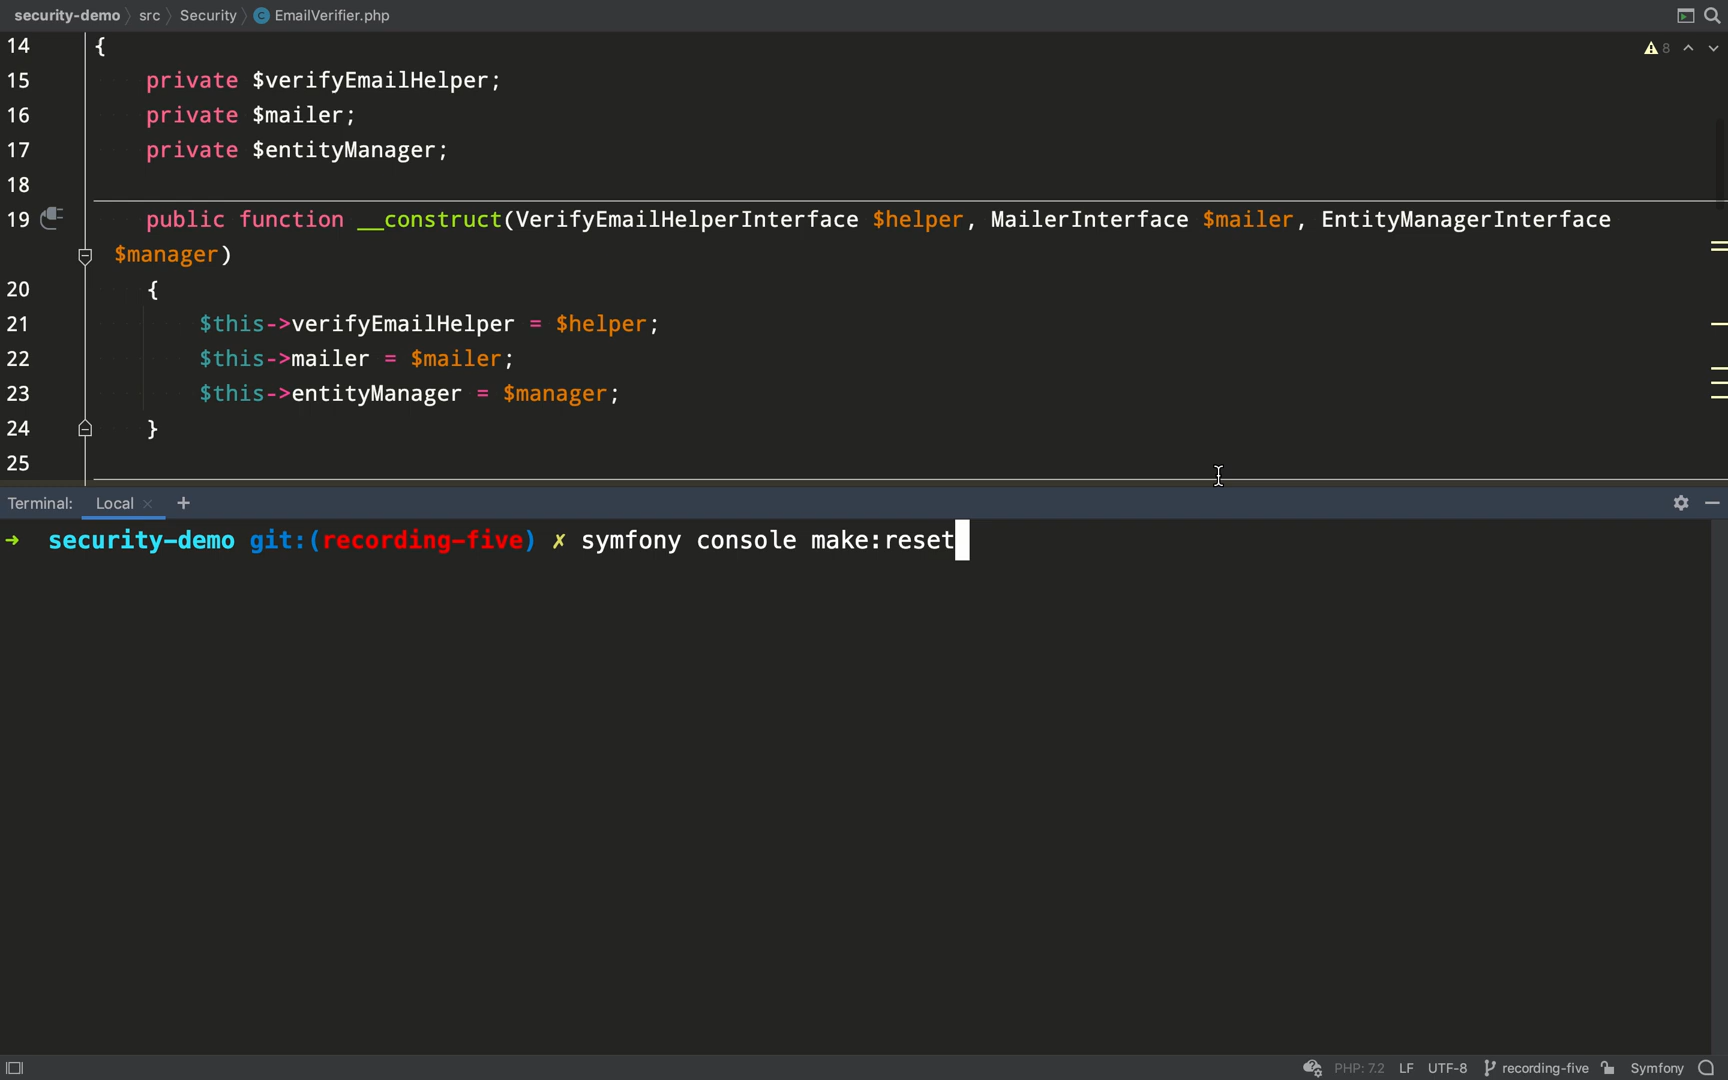 security-demo › src › Security › EmailVerifier.php
14 {
8
15 private $verifyEmailHelper;
16 private $mailer;
17 private $entityManager;
18
19 public function __construct(VerifyEmailHelperInterface $helper, MailerInterface $mailer, EntityManagerInterface
$manager)
20 {
21 $this->verifyEmailHelper = $helper;
22 $this->mailer = $mailer;
23 $this->entityManager = $manager;
24 }
25
Terminal: Local × +
→ security-demo git:(recording-five) ✗ symfony console make:reset
PHP: 7.2 LF UTF-8 recording-five Symfony